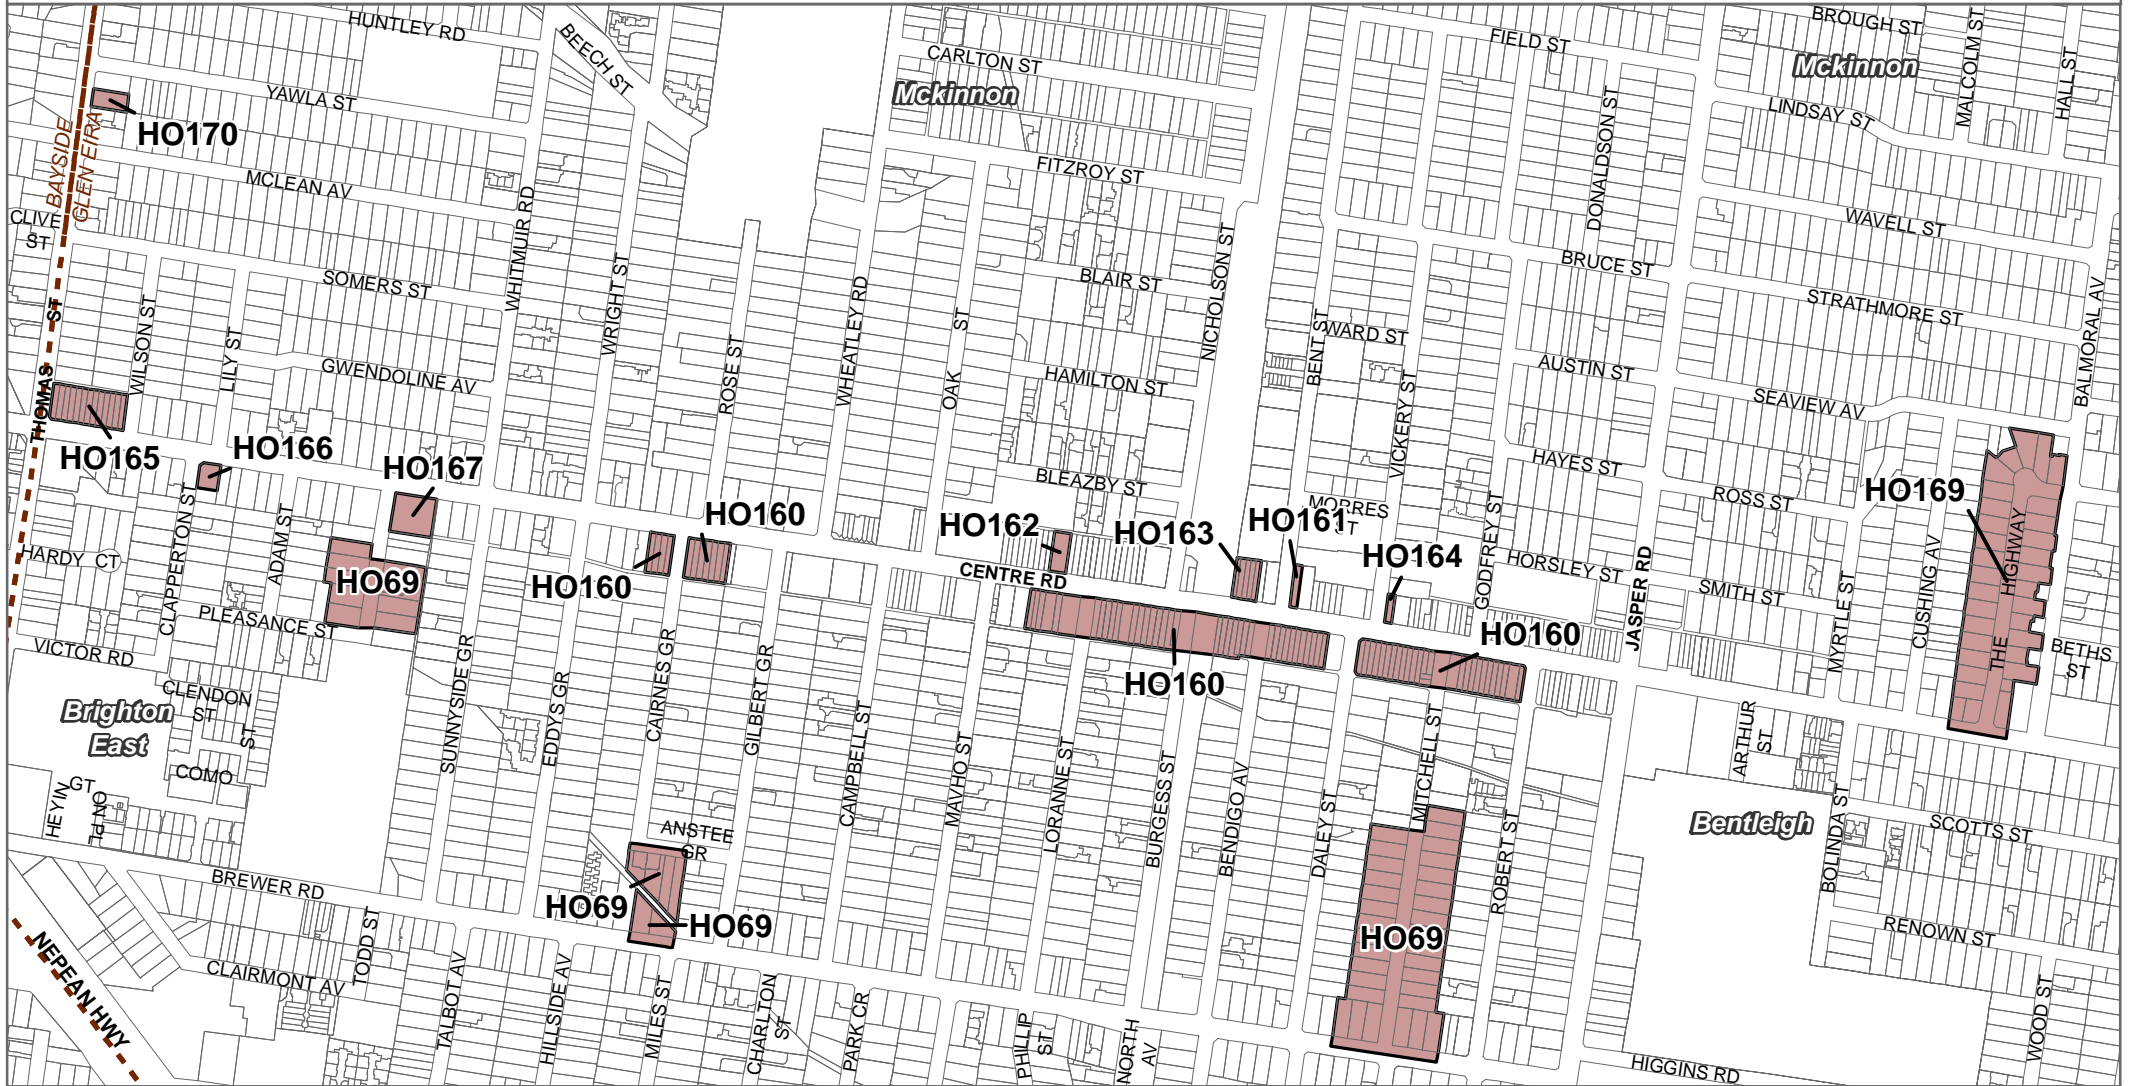 HUNTLEY RD
BEECH ST
BROUGH ST
MALCOLM ST
HALL ST
FIELD ST
CARLTON ST
Mckinnon
Mckinnon
YAWLA ST
LINDSAY ST
DONALDSON ST
HO170
BAYSIDE
GLEN EIRA
MCLEAN AV
FITZROY ST
WHITMUIR RD
CLIVE
ST
WAVELL ST
NICHOLSON ST
BRUCE ST
SOMERS ST
WRIGHT ST
BLAIR ST
WHEATLEY RD
STRATHMORE ST
BALMORAL AV
THOMAS ST
WILSON ST
LILY ST
ROSE ST
OAK ST
BENT ST
WARD ST
GWENDOLINE AV
HAMILTON ST
VICKERY ST
AUSTIN ST
SEAVIEW AV
HO165
HO166
HO167
BLEAZBY ST
HAYES ST
ROSS ST
HO169
CLAPPERTON ST
ADAM ST
HO160
HO162
HO163
HO161
MORRES
ST
HO164
GODFREY ST
HORSLEY ST
SMITH ST
JASPER RD
MYRTLE ST
CUSHING AV
THE HIGHWAY
HARDY CT
HO69
HO160
CENTRE RD
PLEASANCE ST
HO160
HO160
BETHS
ST
VICTOR RD
CLENDON
ST
ST
SUNNYSIDE GR
EDDYS GR
CAIRNES GR
GILBERT GR
CAMPBELL ST
MAVHO ST
LORANNE ST
BURGESS ST
BENDIGO AV
DALEY ST
MITCHELL ST
ROBERT ST
ARTHUR
ST
Brighton
East
COMO
HEYIN
GT
ON PL
ANSTEE
GR
Bentleigh
BOLINDA ST
SCOTTS ST
BREWER RD
HO69
HO69
HO69
RENOWN ST
NEPEAN HWY
CLAIRMONT AV
TODD ST
TALBOT AV
HILLSIDE AV
MILES ST
CHARLTON
ST
PARK CR
PHILLIP
ST
NORTH
AV
WOOD ST
HIGGINS RD